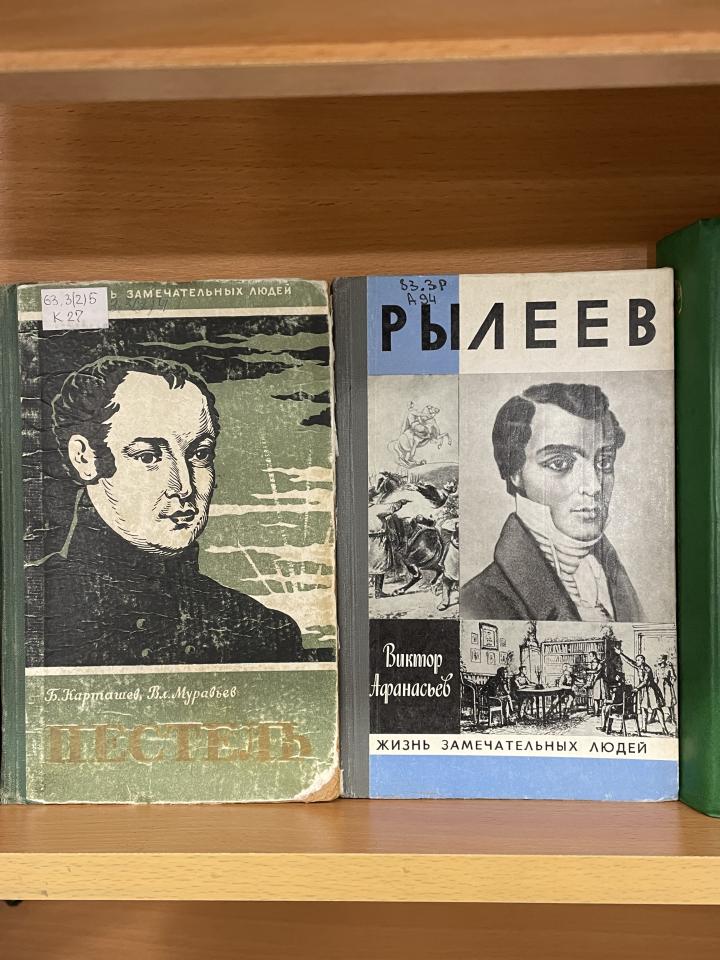 63.3(2)5
К 27
Ь ЗАМЕЧАТЕЛЬНЫХ ЛЮДЕЙ
Б. Карташев, Вл. Муравьев
ПЕСТЕЛЬ
83.3Р
А 94
РЫЛЕЕВ
Виктор
Афанасьев
ЖИЗНЬ ЗАМЕЧАТЕЛЬНЫХ ЛЮДЕЙ